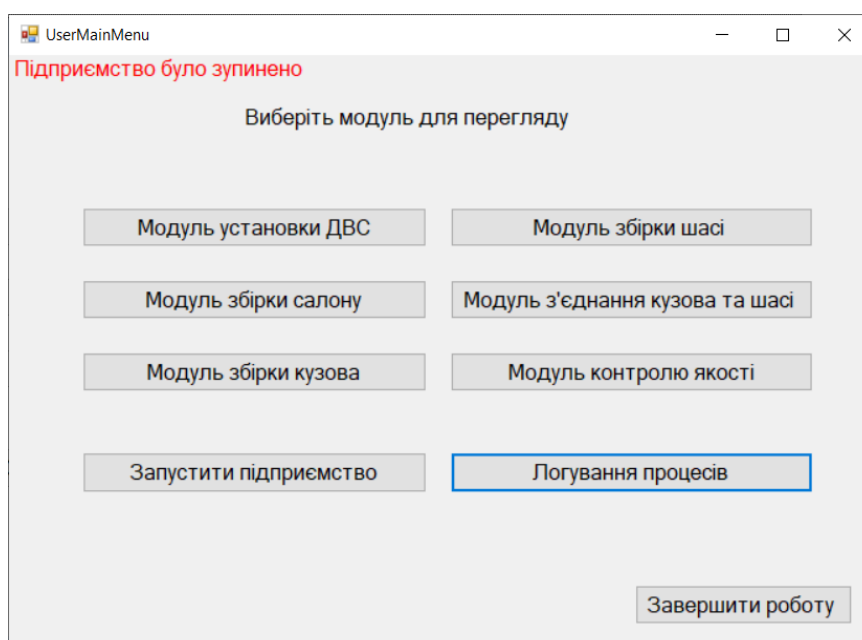 UserMainMenu
Підприємство було зупинено
Виберіть модуль для перегляду
Модуль установки ДВС
Модуль збірки шасі
Модуль збірки салону
Модуль з'єднання кузова та шасі
Модуль збірки кузова
Модуль контролю якості
Запустити підприємство
Логування процесів
Завершити роботу